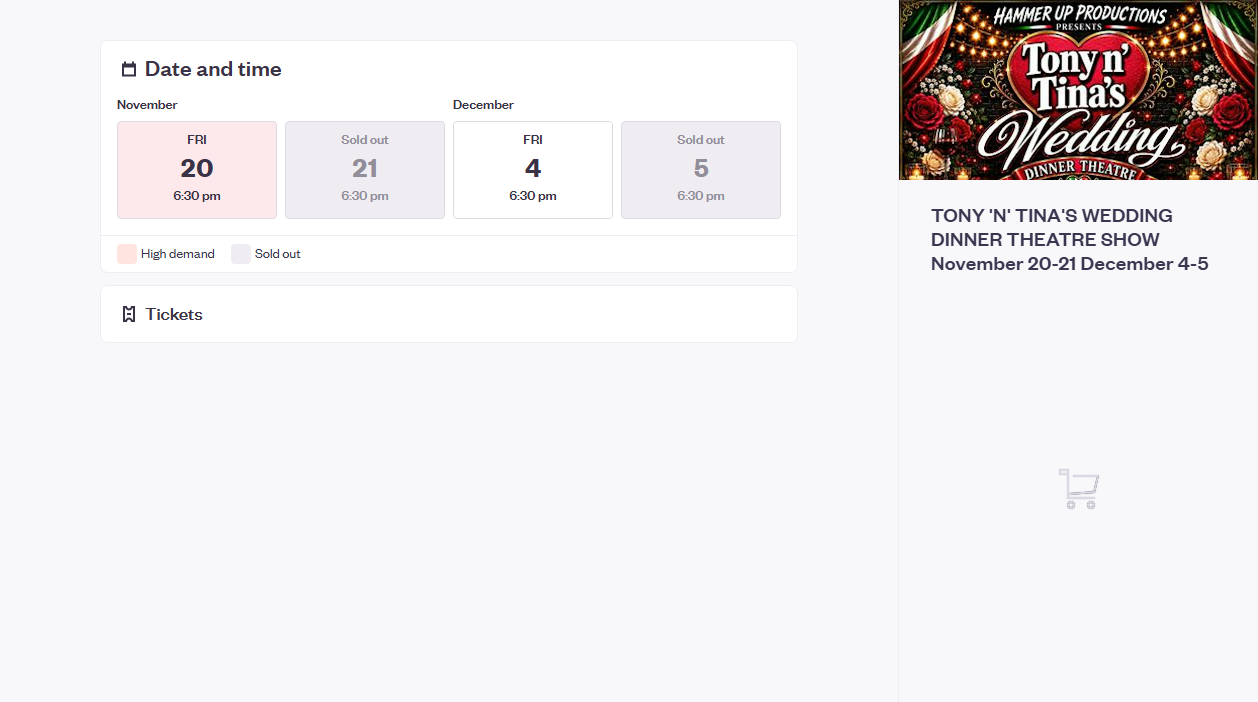 Date and time
November
December
FRI
20
6:30 pm
Sold out
21
6:30 pm
FRI
4
6:30 pm
Sold out
5
6:30 pm
High demand
Sold out
Tickets
HAMMER UP PRODUCTIONS
PRESENTS
Tony n'
Tina's
Wedding
DINNER THEATRE
TONY 'N' TINA'S WEDDING
DINNER THEATRE SHOW
November 20-21 December 4-5